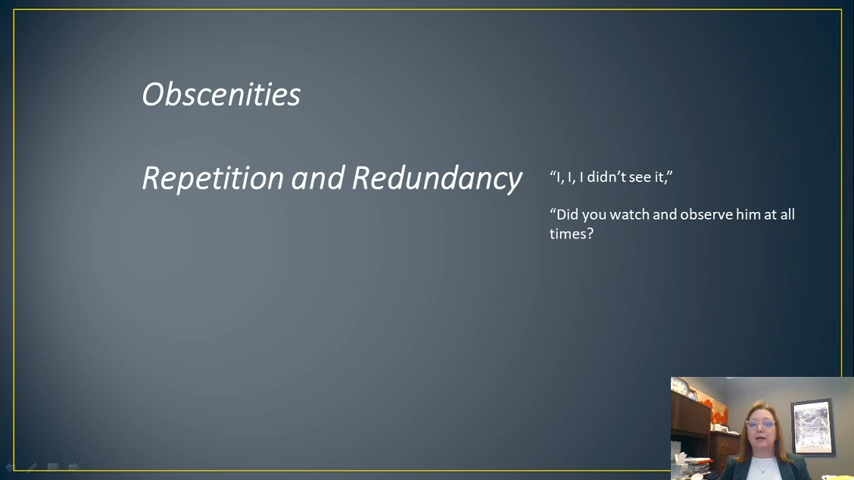 Obscenities
Repetition and Redundancy
“I, I, I didn’t see it,”
“Did you watch and observe him at all
times?